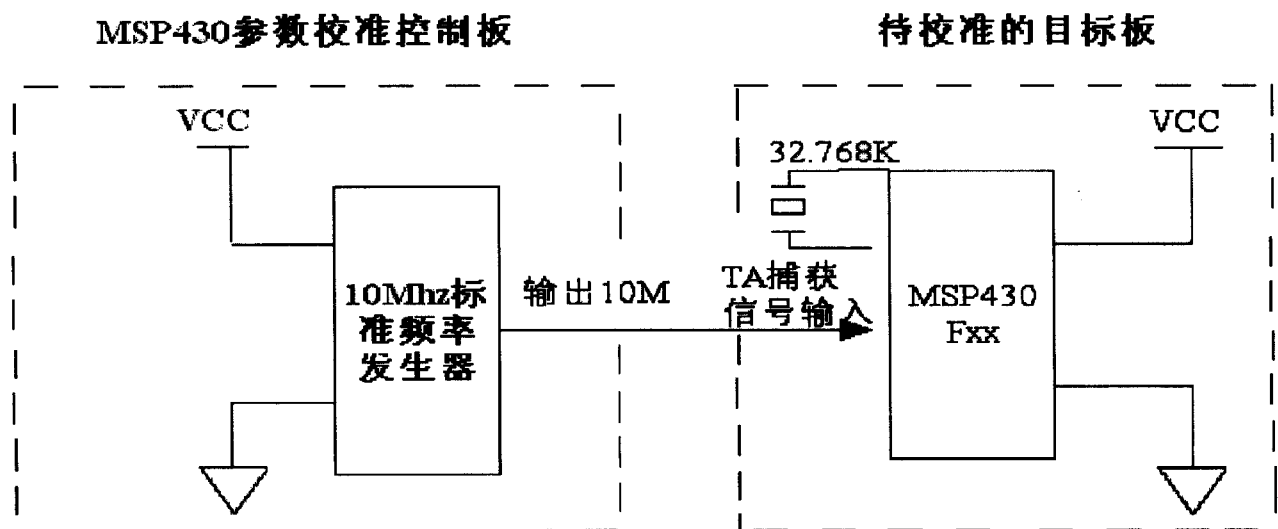 MSP430参数校准控制板
待校准的目标板
VCC
VCC
32.768K
10Mhz标
准频率
发生器
输出10M
TA捕获
信号输入
MSP430
Fxx